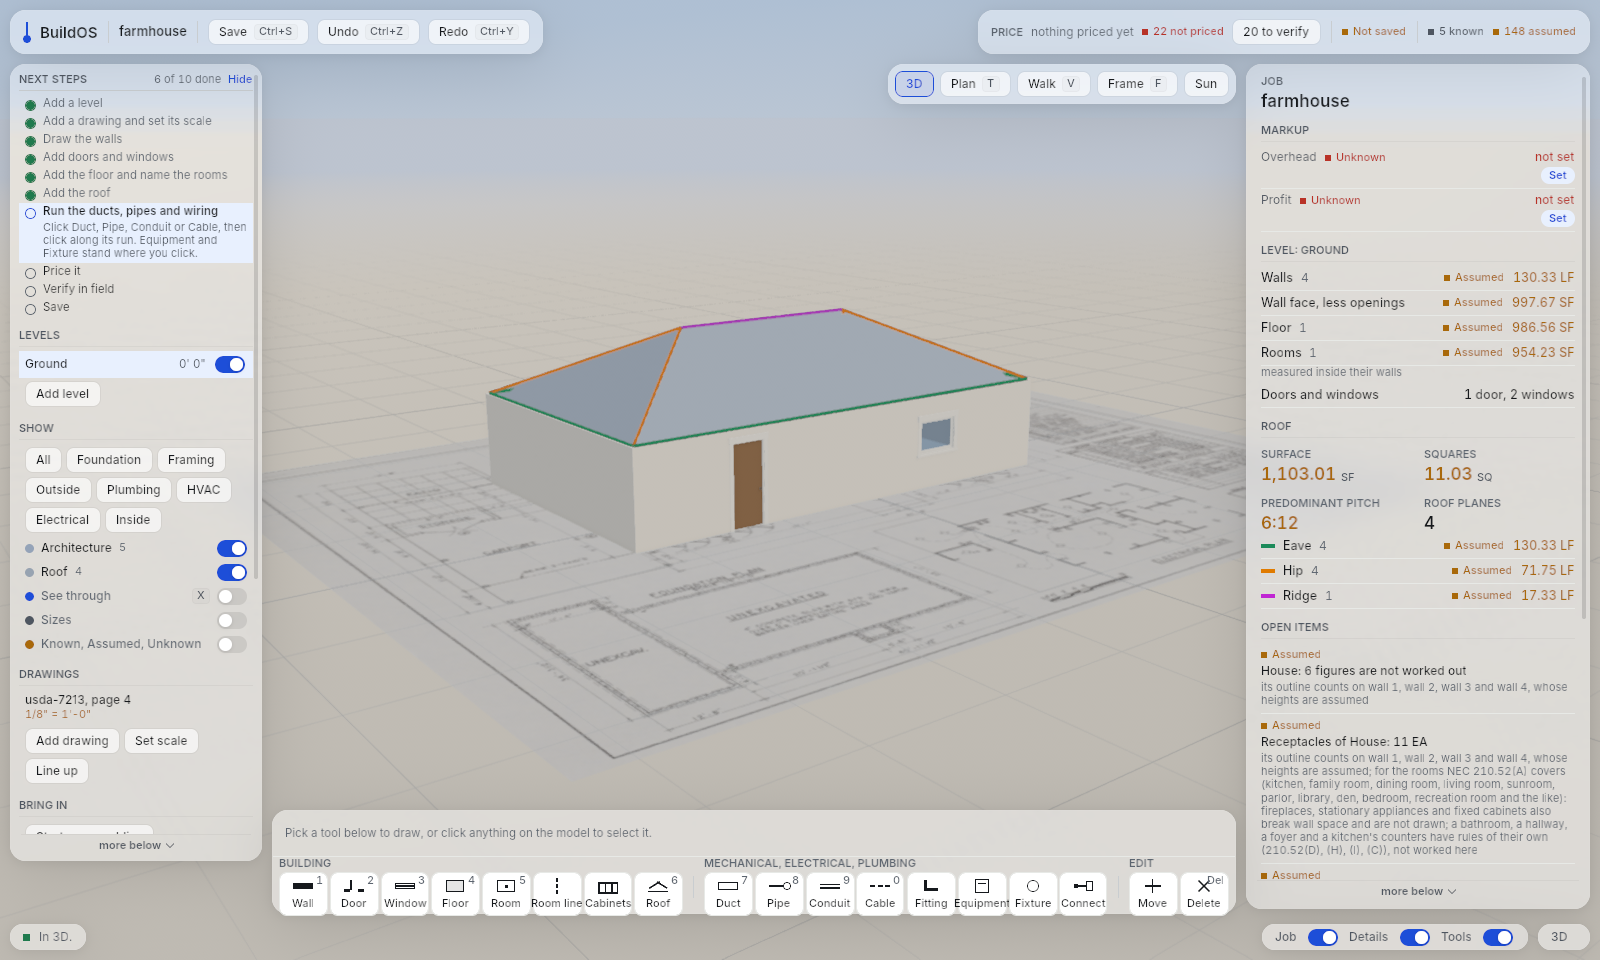 BuildOS
farmhouse
Save Ctrl+S
Undo Ctrl+Z
Redo Ctrl+Y
PRICE nothing priced yet 22 not priced 20 to verify Not saved 5 known 148 assumed
NEXT STEPS 6 of 10 done Hide
Add a level
Add a drawing and set its scale
Draw the walls
Add doors and windows
Add the floor and name the rooms
Add the roof
Run the ducts, pipes and wiring
Click Duct, Pipe, Conduit or Cable, then
click along its run. Equipment and
Fixture stand where you click.
Price it
Verify in field
Save
LEVELS
Ground 0' 0"
Add level
SHOW
All Foundation Framing
Outside Plumbing HVAC
Electrical Inside
Architecture 5
Roof 4
See through X
Sizes
Known, Assumed, Unknown
DRAWINGS
usda-7213, page 4
1/8" = 1'-0"
Add drawing Set scale
Line up
BRING IN
more below
In 3D.
3D Plan T Walk V Frame F Sun
FOUNDATION PLAN
UNEXCAVATED
UNEXCAV.
Pick a tool below to draw, or click anything on the model to select it.
BUILDING
Wall 1
Door 2
Window 3
Floor 4
Room 5
Room line
Cabinets
Roof 6
MECHANICAL, ELECTRICAL, PLUMBING
Duct 7
Pipe 8
Conduit 9
Cable 0
Fitting
Equipment
Fixture
Connect
EDIT
Move
Delete Del
JOB
farmhouse
MARKUP
Overhead Unknown not set
Set
Profit Unknown not set
Set
LEVEL: GROUND
Walls 4 Assumed 130.33 LF
Wall face, less openings Assumed 997.67 SF
Floor 1 Assumed 986.56 SF
Rooms 1 Assumed 954.23 SF
measured inside their walls
Doors and windows 1 door, 2 windows
ROOF
SURFACE SQUARES
1,103.01 SF 11.03 SQ
PREDOMINANT PITCH ROOF PLANES
6:12 4
Eave 4 Assumed 130.33 LF
Hip 4 Assumed 71.75 LF
Ridge 1 Assumed 17.33 LF
OPEN ITEMS
Assumed
House: 6 figures are not worked out
its outline counts on wall 1, wall 2, wall 3 and wall 4, whose
heights are assumed
Assumed
Receptacles of House: 11 EA
its outline counts on wall 1, wall 2, wall 3 and wall 4, whose
heights are assumed; for the rooms NEC 210.52(A) covers
(kitchen, family room, dining room, living room, sunroom,
parlor, library, den, bedroom, recreation room and the like):
fireplaces, stationary appliances and fixed cabinets also
break wall space and are not drawn; a bathroom, a hallway,
a foyer and a kitchen's counters have rules of their own
(210.52(D), (H), (I), (C)), not worked here
Assumed
more below
Job Details Tools 3D